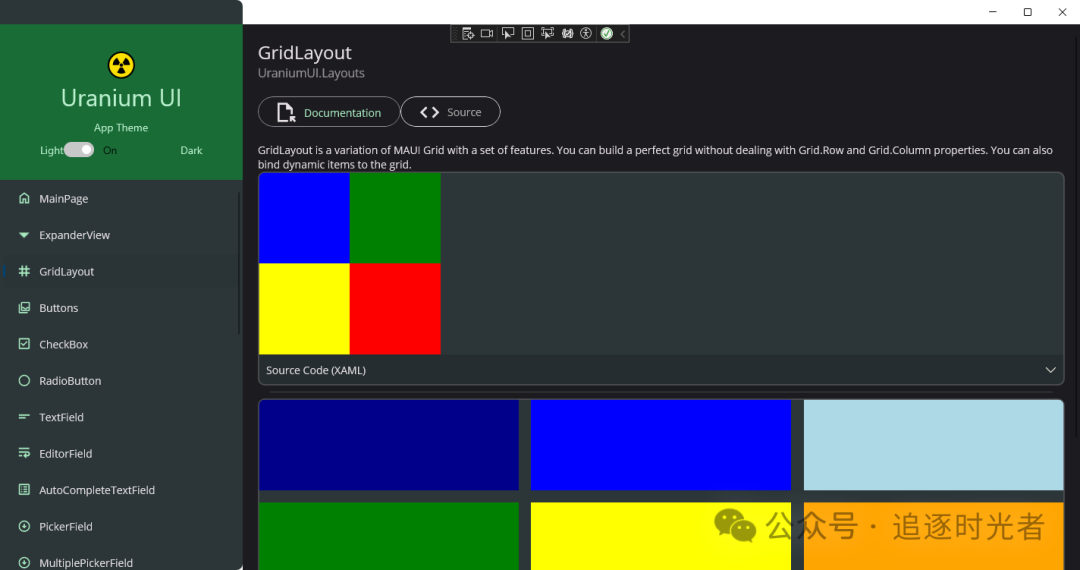 Uranium UI
App Theme
Light On Dark
MainPage
ExpanderView
GridLayout
Buttons
CheckBox
RadioButton
TextField
EditorField
AutoCompleteTextField
PickerField
MultiplePickerField
GridLayout
UraniumUI.Layouts
Documentation
Source
GridLayout is a variation of MAUI Grid with a set of features. You can build a perfect grid without dealing with Grid.Row and Grid.Column properties. You can also
bind dynamic items to the grid.
Source Code (XAML)
公众号 · 追逐时光者